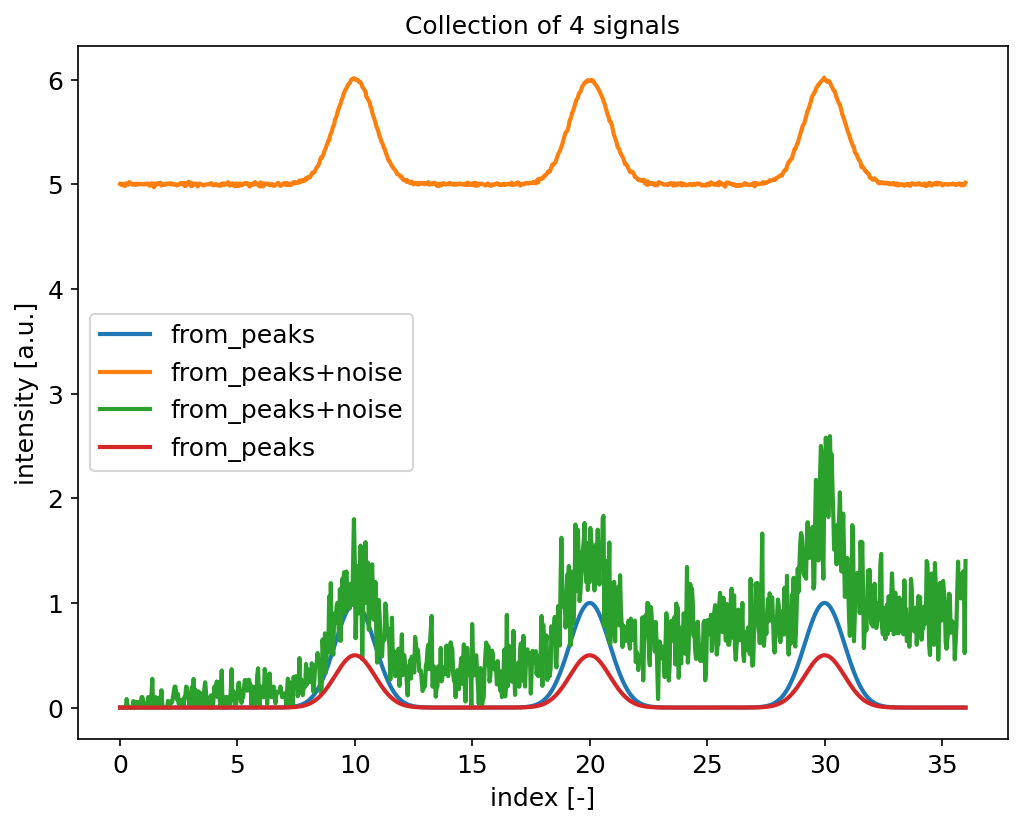 Collection of 4 signals
intensity [a.u.]
6
5
4
3
2
1
0
from_peaks
from_peaks+noise
from_peaks+noise
from_peaks
0 5 10 15 20 25 30 35
index [-]